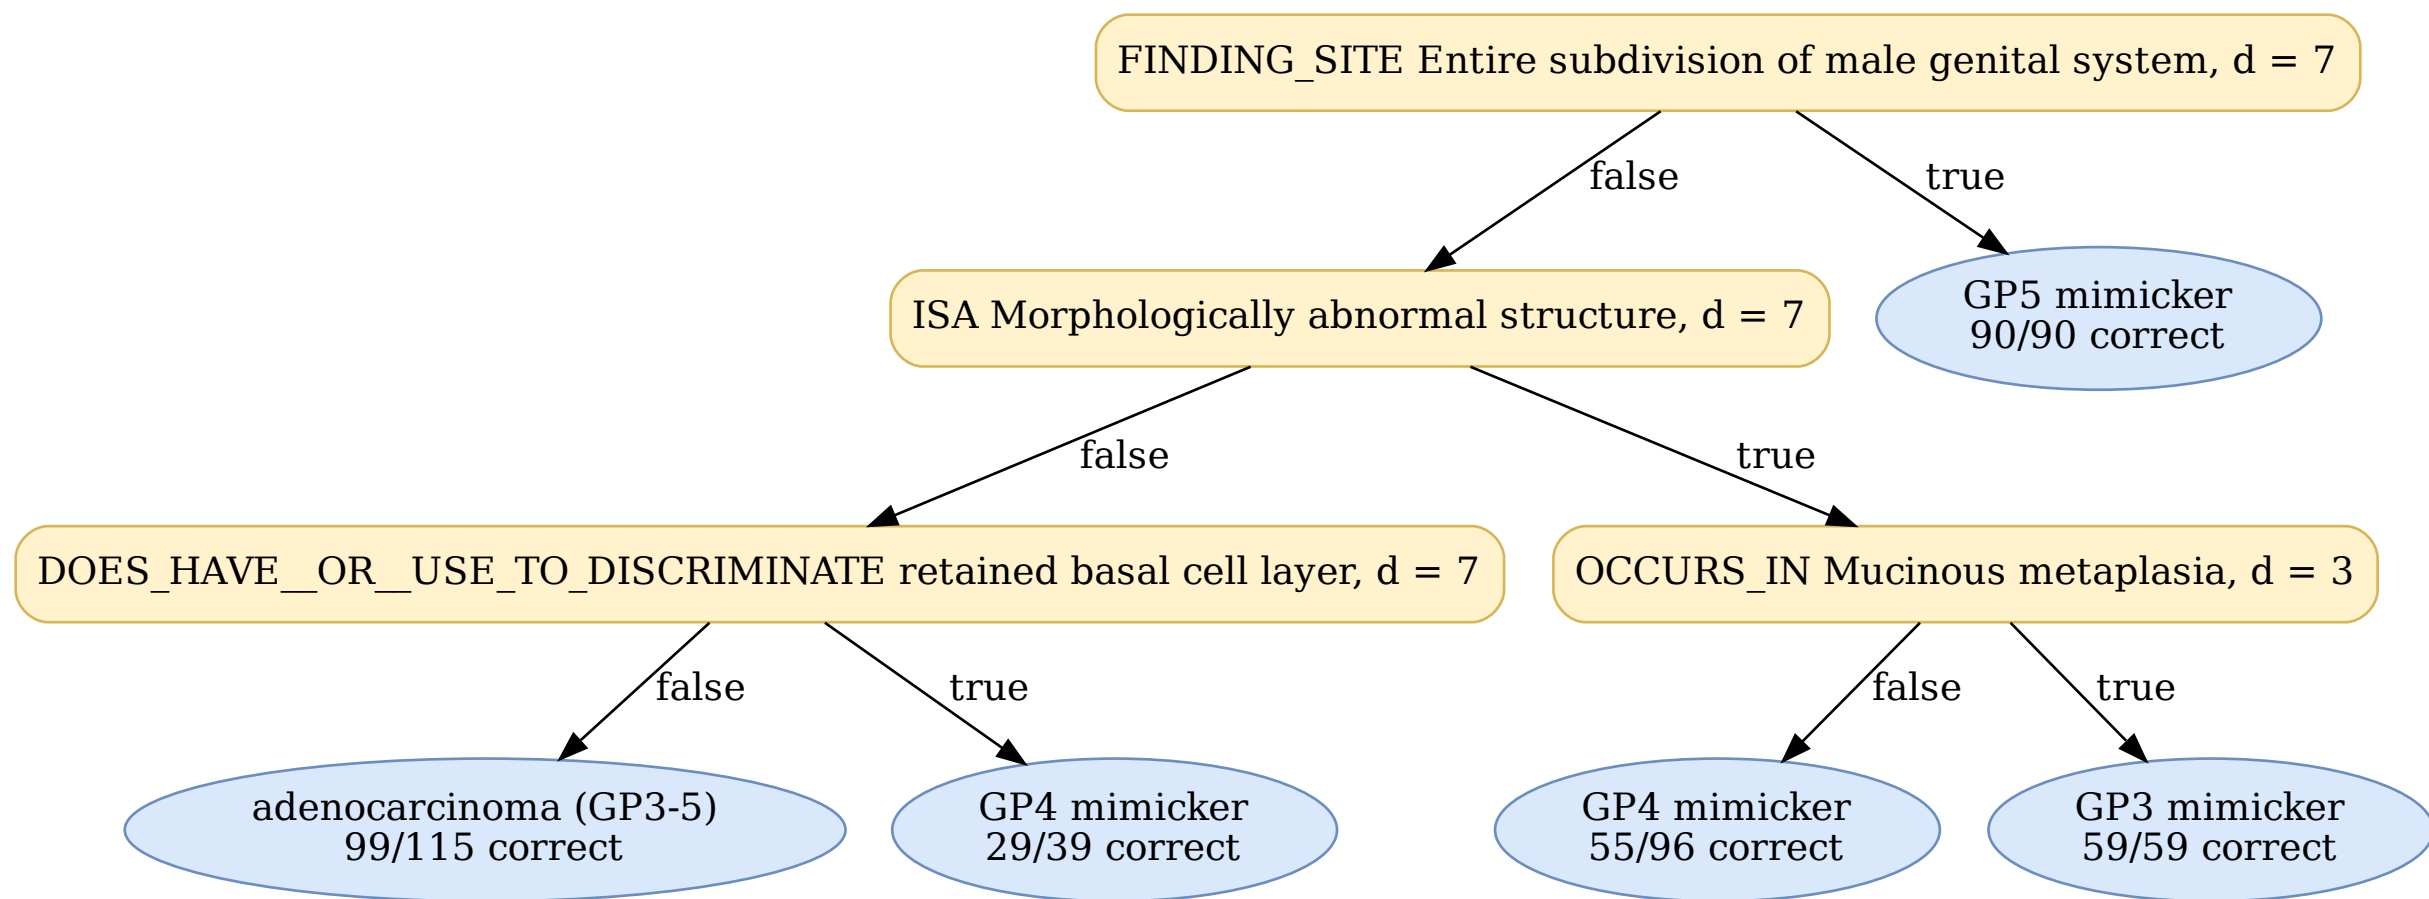 FINDING_SITE Entire subdivision of male genital system, d = 7
false
true
ISA Morphologically abnormal structure, d = 7
GP5 mimicker
90/90 correct
false
true
DOES_HAVE__OR__USE_TO_DISCRIMINATE retained basal cell layer, d = 7
OCCURS_IN Mucinous metaplasia, d = 3
false
true
false
true
adenocarcinoma (GP3-5)
99/115 correct
GP4 mimicker
29/39 correct
GP4 mimicker
55/96 correct
GP3 mimicker
59/59 correct